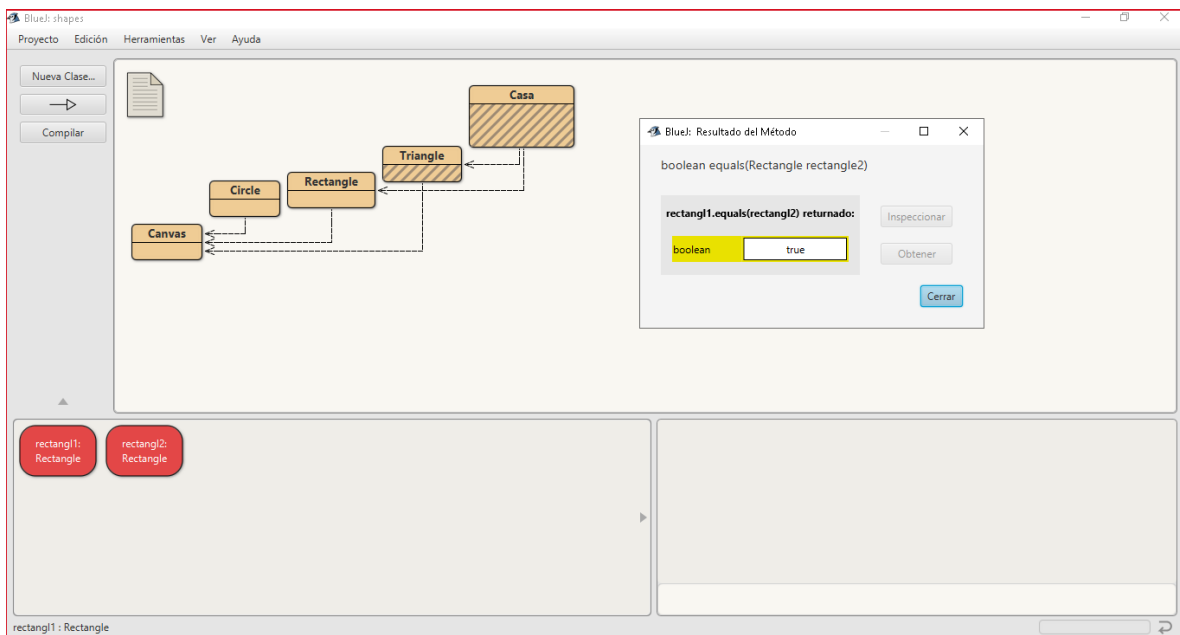 BlueJ: shapes
Proyecto Edición Herramientas Ver Ayuda
Nueva Clase...
Compilar
Casa
Triangle
Rectangle
Circle
Canvas
BlueJ: Resultado del Método
boolean equals(Rectangle rectangle2)
rectangl1.equals(rectangl2) returnado:
boolean true
Inspeccionar
Obtener
Cerrar
rectangl1:
Rectangle
rectangl2:
Rectangle
rectangl1 : Rectangle